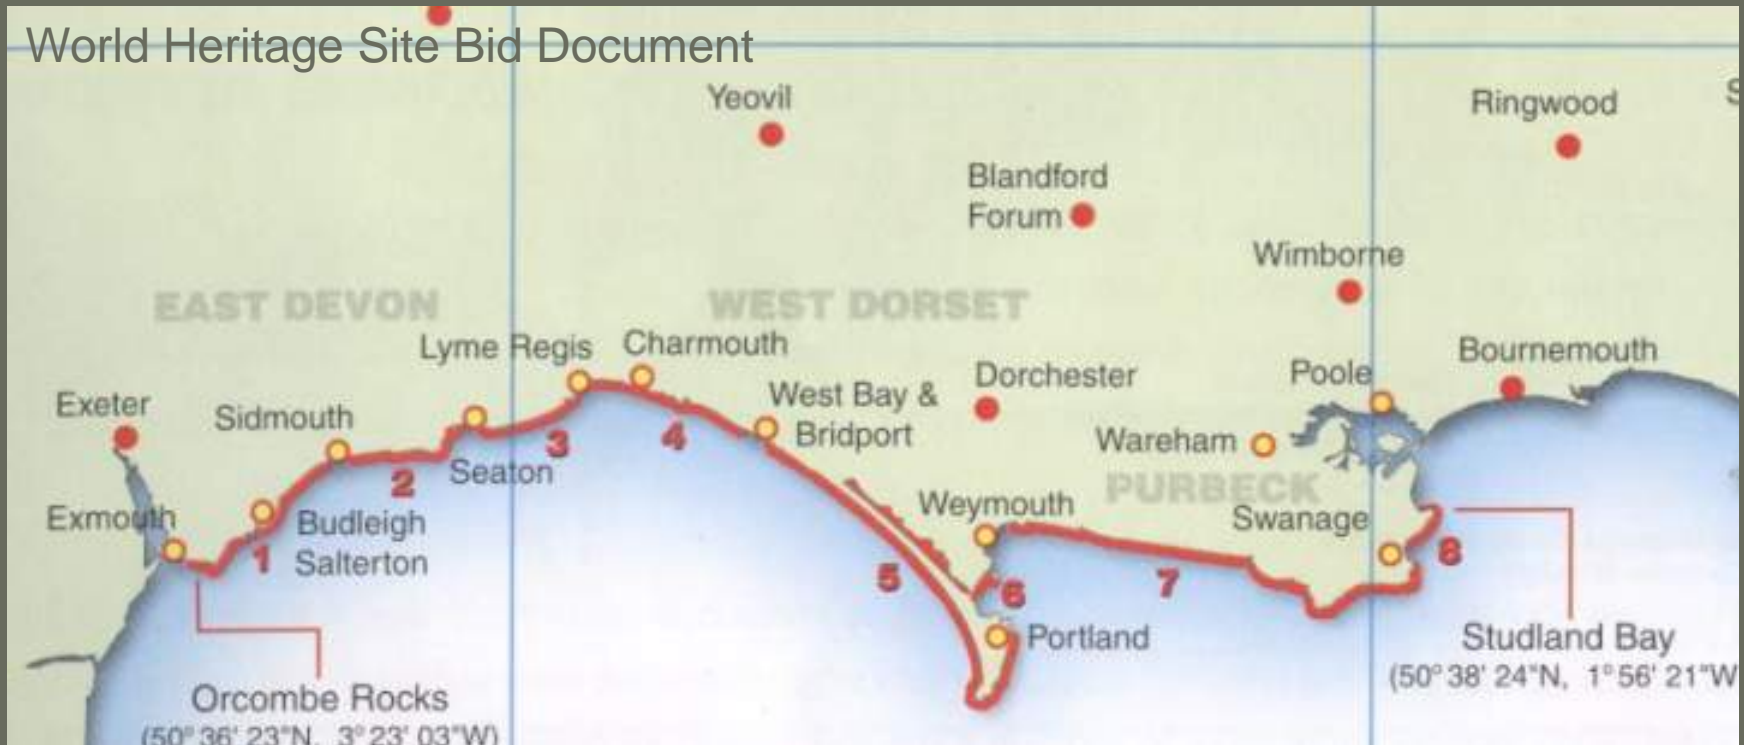 World Heritage Site Bid Document
Yeovil
Ringwood
S
Blandford
Forum
Wimborne
EAST DEVON
WEST DORSET
Lyme Regis
Charmouth
Bournemouth
Poole
Dorchester
West Bay &
Bridport
Exeter
Sidmouth
Wareham
3
4
Seaton
2
PURBECK
Weymouth
Swanage
Exmouth
Budleigh
Salterton
1
5
6
7
8
Portland
Studland Bay
(50° 38' 24"N, 1° 56' 21"W
Orcombe Rocks
(50° 36' 23"N, 3° 23' 03"W)